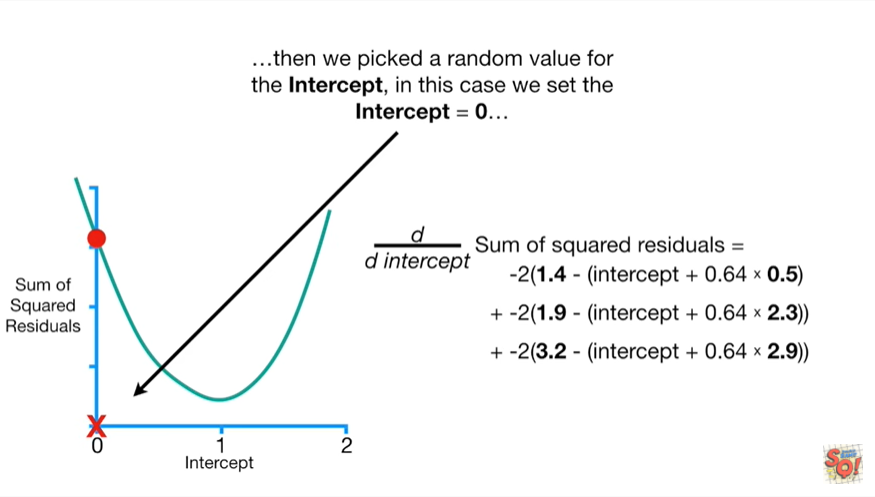 …then we picked a random value for
the Intercept, in this case we set the
Intercept = 0…
d
d intercept
Sum of squared residuals =
-2(1.4 - (intercept + 0.64 × 0.5)
+ -2(1.9 - (intercept + 0.64 × 2.3))
+ -2(3.2 - (intercept + 0.64 × 2.9))
Sum of
Squared
Residuals
X
0
1
2
Intercept
SQ!